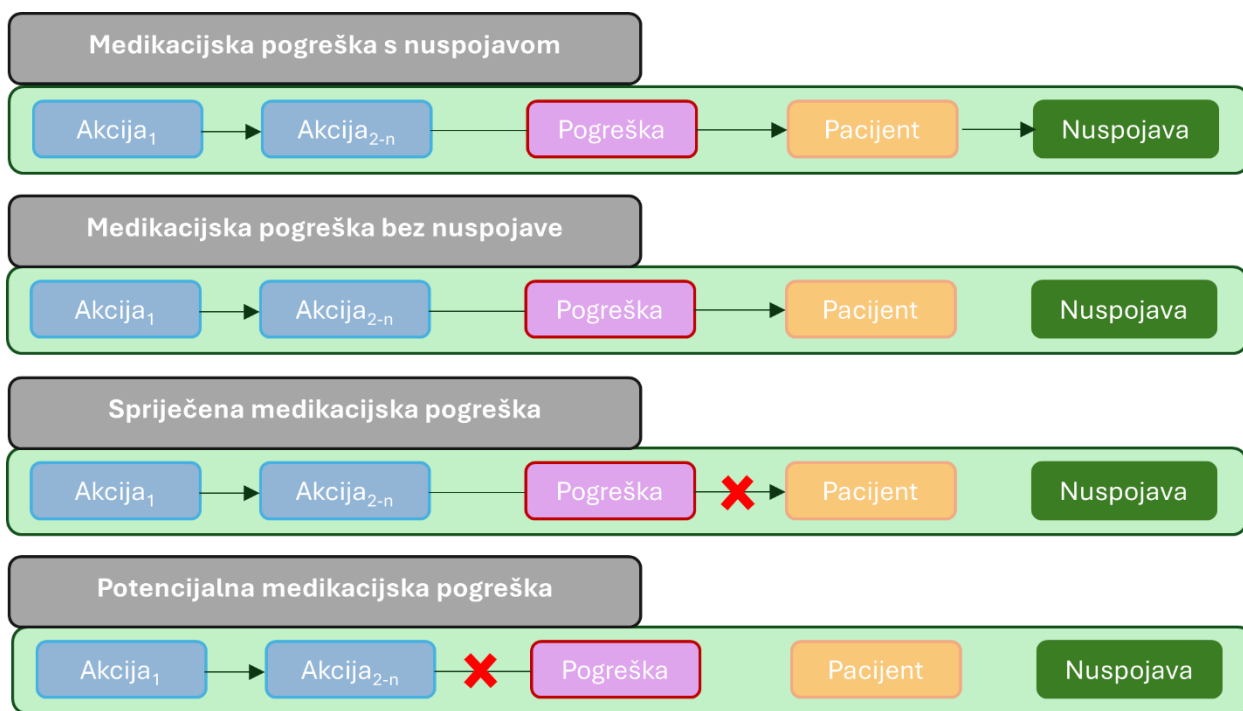 Medikacijska pogreška s nuspojavom
Akcija₁ Akcija₂₋ₙ Pogreška Pacijent Nuspojava
Medikacijska pogreška bez nuspojave
Akcija₁ Akcija₂₋ₙ Pogreška Pacijent Nuspojava
Spriječena medikacijska pogreška
Akcija₁ Akcija₂₋ₙ Pogreška Pacijent Nuspojava
Potencijalna medikacijska pogreška
Akcija₁ Akcija₂₋ₙ Pogreška Pacijent Nuspojava